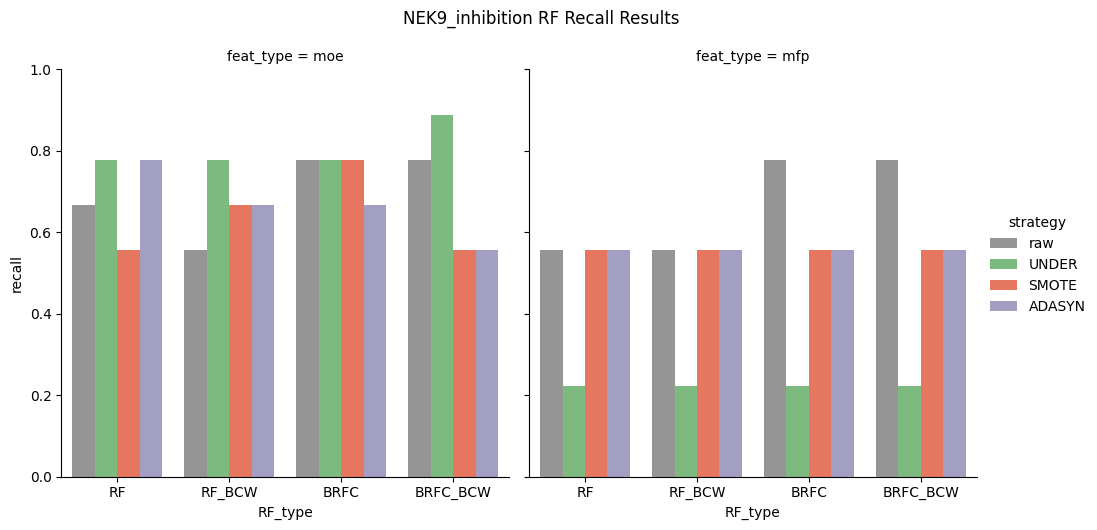 NEK9_inhibition RF Recall Results
feat_type = moe
feat_type = mfp
1.0
0.8
0.6
0.4
0.2
0.0
recall
RF
RF_BCW
BRFC
BRFC_BCW
RF_type
RF
RF_BCW
BRFC
BRFC_BCW
RF_type
strategy
raw
UNDER
SMOTE
ADASYN